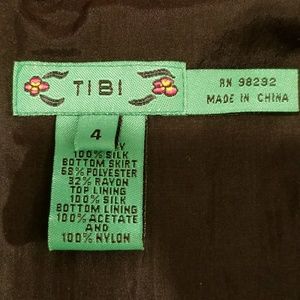 TIBI
RN 98292
MADE IN CHINA
4
100% SILK
BOTTOM SKIRT
68% POLYESTER
32% RAYON
TOP LINING
100% SILK
BOTTOM LINING
100% ACETATE
AND
100% NYLON